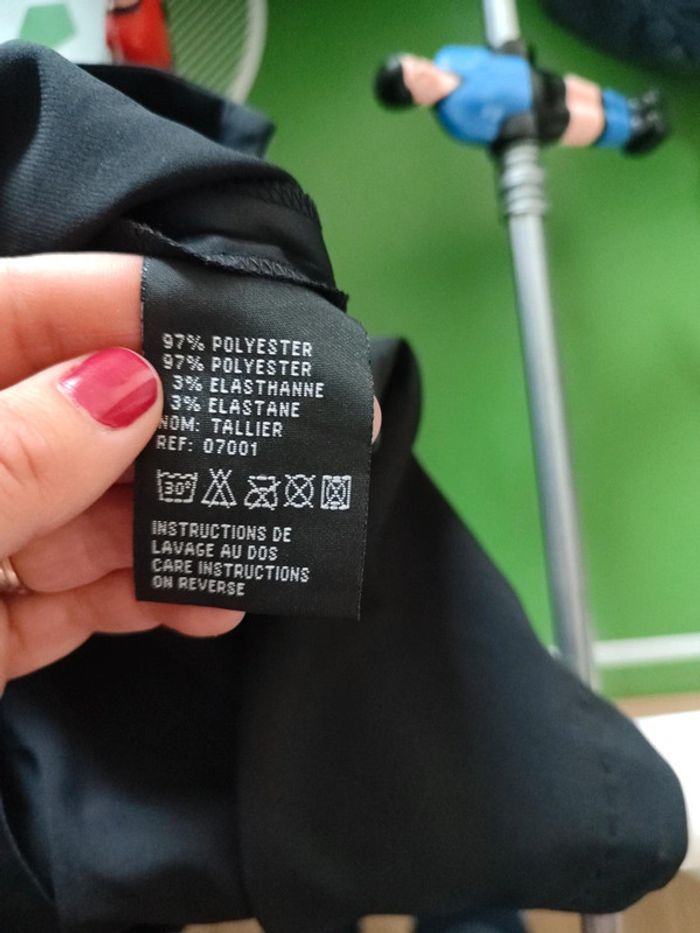 97% POLYESTER
97% POLYESTER
3% ELASTHANNE
3% ELASTANE
NOM: TALLIER
REF: 07001
30°
INSTRUCTIONS DE
LAVAGE AU DOS
CARE INSTRUCTIONS
ON REVERSE